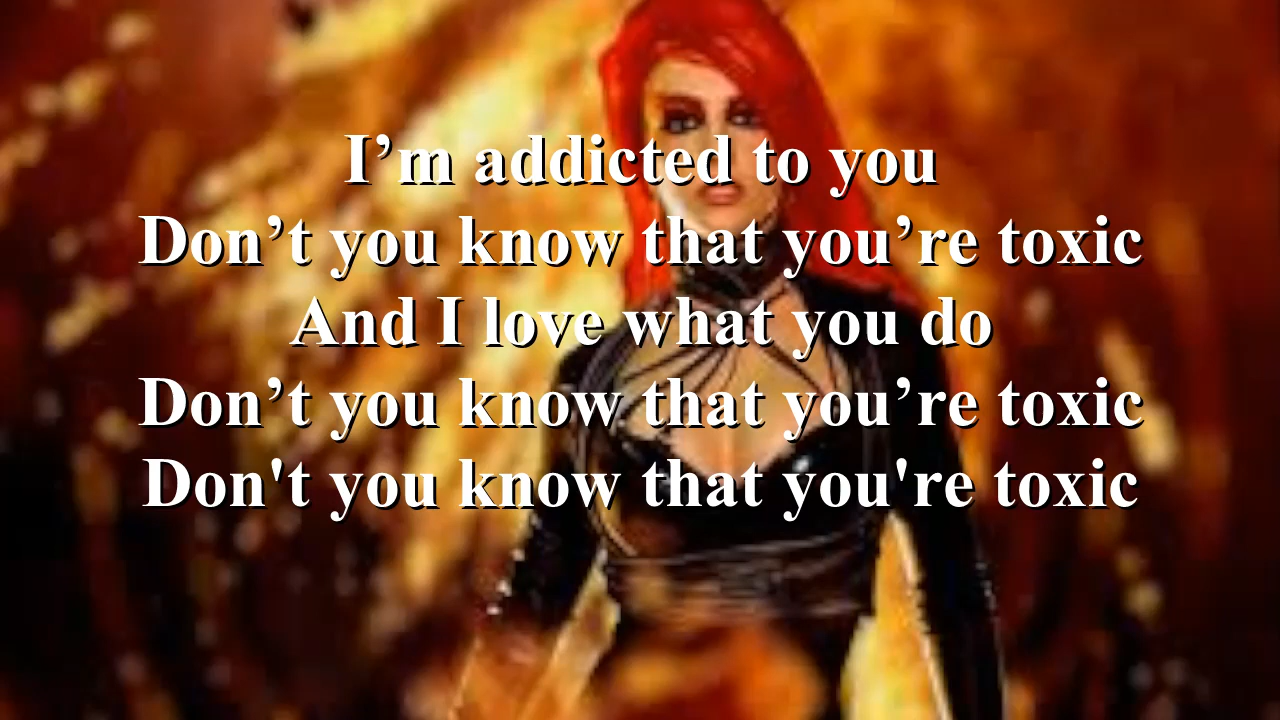 I’m addicted to you
Don’t you know that you’re toxic
And I love what you do
Don’t you know that you’re toxic
Don't you know that you're toxic